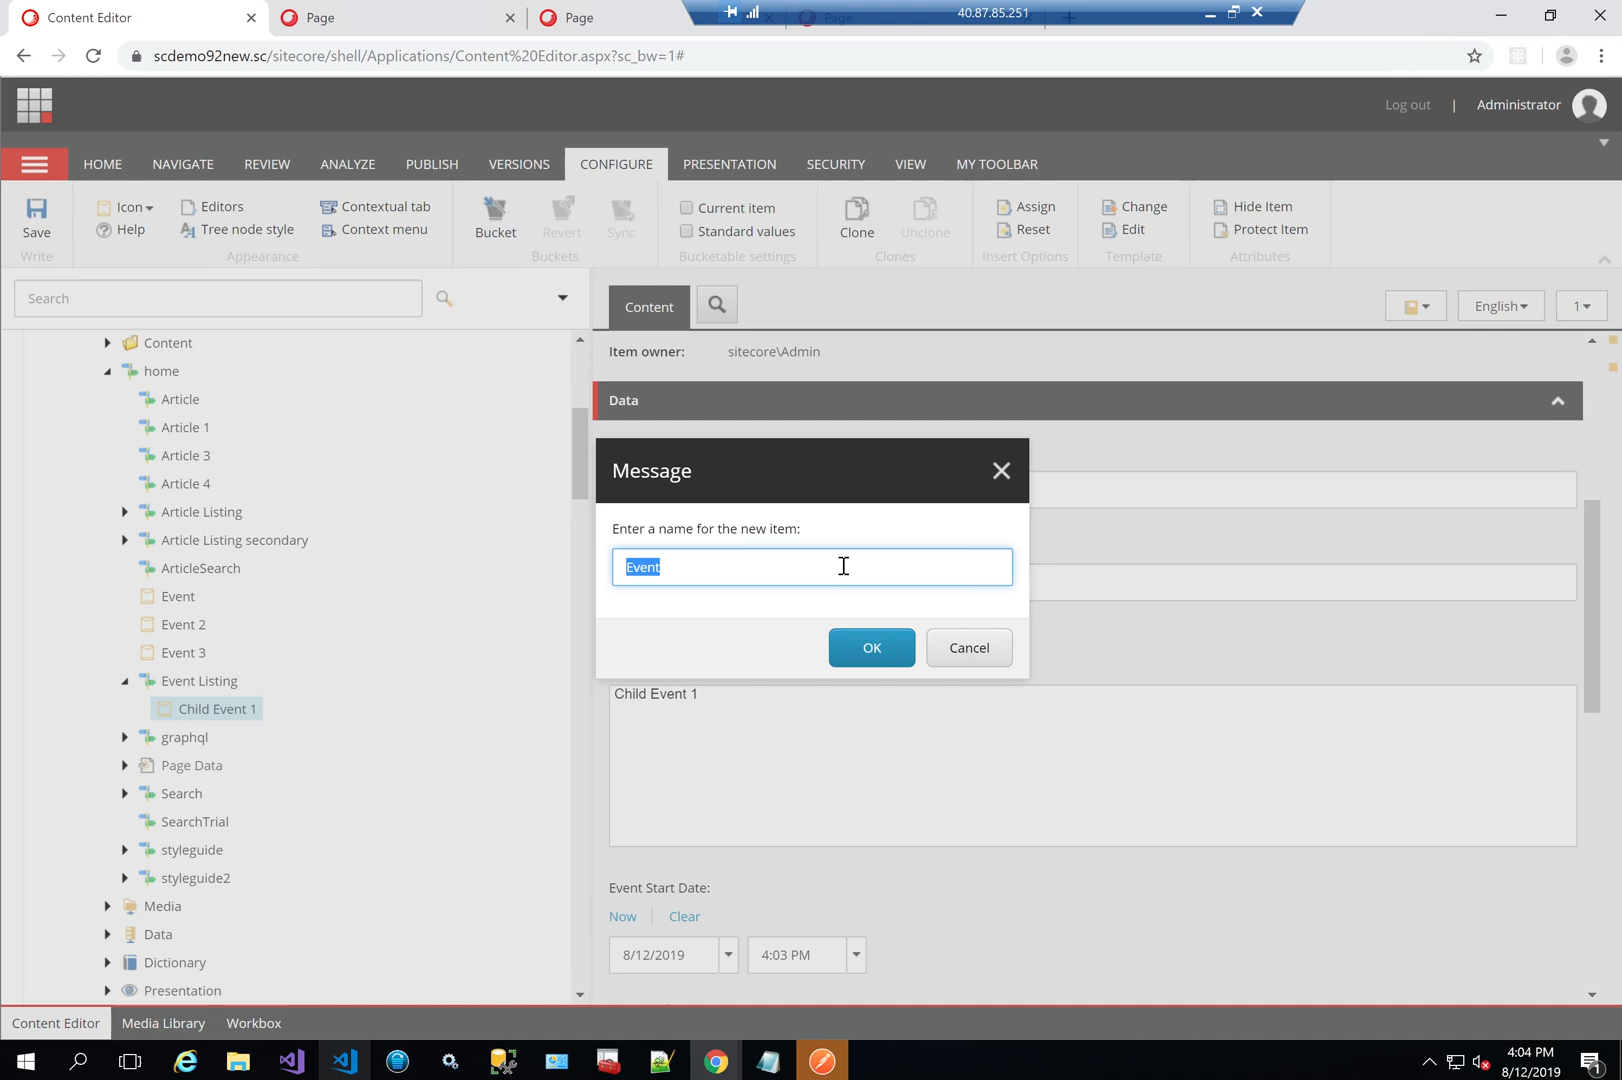 Content Editor
Page
Page
Page
40.87.85.251
scdemo92new.sc/sitecore/shell/Applications/Content%20Editor.aspx?sc_bw=1#
Log out | Administrator
HOME NAVIGATE REVIEW ANALYZE PUBLISH VERSIONS CONFIGURE PRESENTATION SECURITY VIEW MY TOOLBAR
Save
Write
Icon
Help
Editors
Tree node style
Contextual tab
Context menu
Appearance
Bucket
Revert
Sync
Buckets
Current item
Standard values
Bucketable settings
Clone
Unclone
Clones
Assign
Reset
Insert Options
Change
Edit
Template
Hide Item
Protect Item
Attributes
Search
Content
English
1
Content
home
Article
Article 1
Article 3
Article 4
Article Listing
Article Listing secondary
ArticleSearch
Event
Event 2
Event 3
Event Listing
Child Event 1
graphql
Page Data
Search
SearchTrial
styleguide
styleguide2
Media
Data
Dictionary
Presentation
Item owner: sitecore\Admin
Data
Message
Enter a name for the new item:
Event
OK Cancel
Child Event 1
Event Start Date:
Now Clear
8/12/2019 4:03 PM
Content Editor Media Library Workbox
4:04 PM
8/12/2019
1